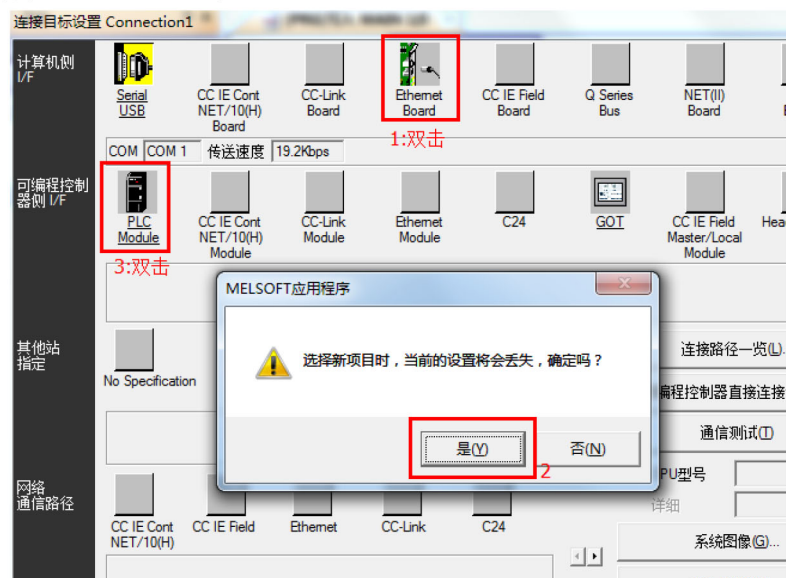 连接目标设置 Connection1
计算机侧
I/F
Serial
USB
CC IE Cont
NET/10(H)
Board
CC-Link
Board
Ethernet
Board
CC IE Field
Board
Q Series
Bus
NET(II)
Board
1:双击
COM COM 1 传送速度 19.2Kbps
可编程控制
器侧 I/F
PLC
Module
CC IE Cont
NET/10(H)
Module
CC-Link
Module
Ethernet
Module
C24
GOT
CC IE Field
Master/Local
Module
3:双击
MELSOFT应用程序
选择新项目时，当前的设置将会丢失，确定吗？
是(Y)
否(N)
2
其他站
指定
No Specification
连接路径一览(L)...
编程控制器直接连接
通信测试(T)
PU型号
详细
系统图像(G)...
网络
通信路径
CC IE Cont
NET/10(H)
CC IE Field
Ethernet
CC-Link
C24